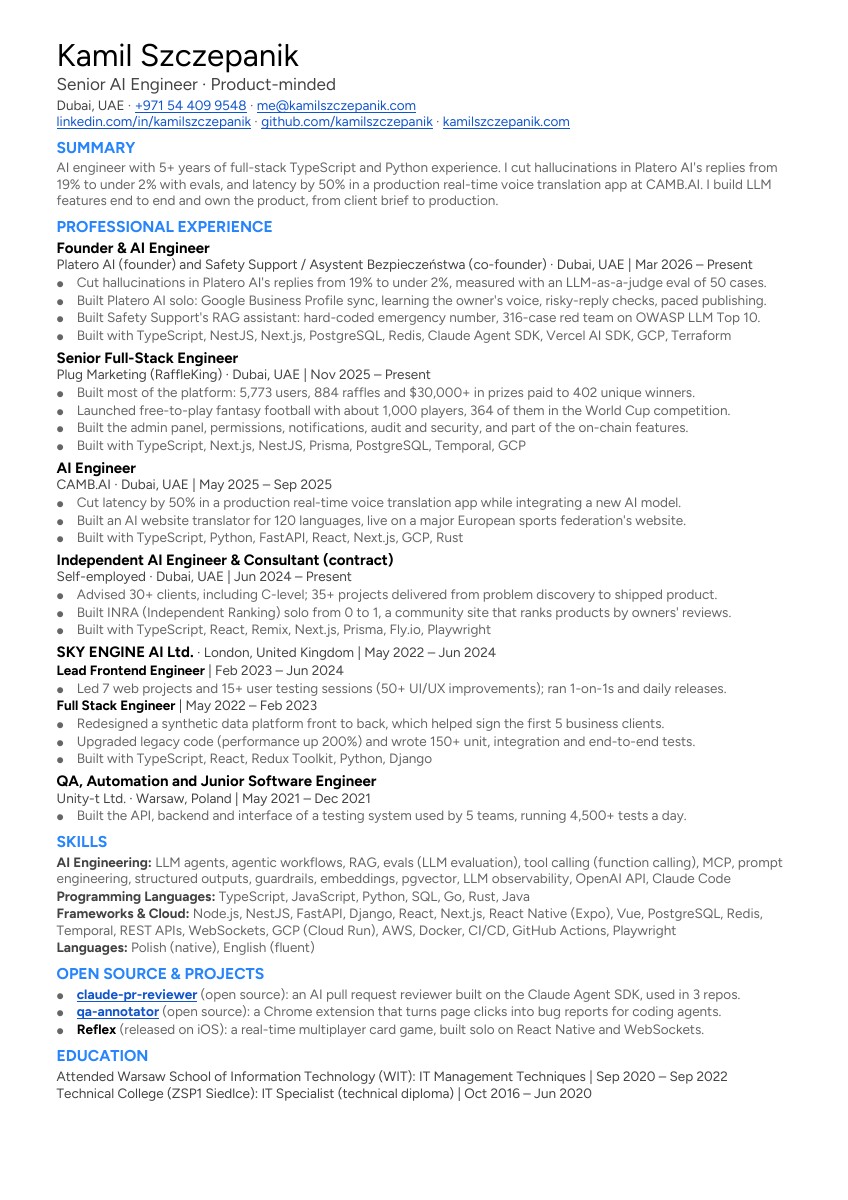 Kamil Szczepanik
Senior AI Engineer · Product-minded
Dubai, UAE · +971 54 409 9548 · me@kamilszczepanik.com
linkedin.com/in/kamilszczepanik · github.com/kamilszczepanik · kamilszczepanik.com
SUMMARY
AI engineer with 5+ years of full-stack TypeScript and Python experience. I cut hallucinations in Platero AI's replies from
19% to under 2% with evals, and latency by 50% in a production real-time voice translation app at CAMB.AI. I build LLM
features end to end and own the product, from client brief to production.
PROFESSIONAL EXPERIENCE
Founder & AI Engineer
Platero AI (founder) and Safety Support / Asystent Bezpieczeństwa (co-founder) · Dubai, UAE | Mar 2026 – Present
● Cut hallucinations in Platero AI's replies from 19% to under 2%, measured with an LLM-as-a-judge eval of 50 cases.
● Built Platero AI solo: Google Business Profile sync, learning the owner's voice, risky-reply checks, paced publishing.
● Built Safety Support's RAG assistant: hard-coded emergency number, 316-case red team on OWASP LLM Top 10.
● Built with TypeScript, NestJS, Next.js, PostgreSQL, Redis, Claude Agent SDK, Vercel AI SDK, GCP, Terraform
Senior Full-Stack Engineer
Plug Marketing (RaffleKing) · Dubai, UAE | Nov 2025 – Present
● Built most of the platform: 5,773 users, 884 raffles and $30,000+ in prizes paid to 402 unique winners.
● Launched free-to-play fantasy football with about 1,000 players, 364 of them in the World Cup competition.
● Built the admin panel, permissions, notifications, audit and security, and part of the on-chain features.
● Built with TypeScript, Next.js, NestJS, Prisma, PostgreSQL, Temporal, GCP
AI Engineer
CAMB.AI · Dubai, UAE | May 2025 – Sep 2025
● Cut latency by 50% in a production real-time voice translation app while integrating a new AI model.
● Built an AI website translator for 120 languages, live on a major European sports federation's website.
● Built with TypeScript, Python, FastAPI, React, Next.js, GCP, Rust
Independent AI Engineer & Consultant (contract)
Self-employed · Dubai, UAE | Jun 2024 – Present
● Advised 30+ clients, including C-level; 35+ projects delivered from problem discovery to shipped product.
● Built INRA (Independent Ranking) solo from 0 to 1, a community site that ranks products by owners' reviews.
● Built with TypeScript, React, Remix, Next.js, Prisma, Fly.io, Playwright
SKY ENGINE AI Ltd. · London, United Kingdom | May 2022 – Jun 2024
Lead Frontend Engineer | Feb 2023 – Jun 2024
● Led 7 web projects and 15+ user testing sessions (50+ UI/UX improvements); ran 1-on-1s and daily releases.
Full Stack Engineer | May 2022 – Feb 2023
● Redesigned a synthetic data platform front to back, which helped sign the first 5 business clients.
● Upgraded legacy code (performance up 200%) and wrote 150+ unit, integration and end-to-end tests.
● Built with TypeScript, React, Redux Toolkit, Python, Django
QA, Automation and Junior Software Engineer
Unity-t Ltd. · Warsaw, Poland | May 2021 – Dec 2021
● Built the API, backend and interface of a testing system used by 5 teams, running 4,500+ tests a day.
SKILLS
AI Engineering: LLM agents, agentic workflows, RAG, evals (LLM evaluation), tool calling (function calling), MCP, prompt
engineering, structured outputs, guardrails, embeddings, pgvector, LLM observability, OpenAI API, Claude Code
Programming Languages: TypeScript, JavaScript, Python, SQL, Go, Rust, Java
Frameworks & Cloud: Node.js, NestJS, FastAPI, Django, React, Next.js, React Native (Expo), Vue, PostgreSQL, Redis,
Temporal, REST APIs, WebSockets, GCP (Cloud Run), AWS, Docker, CI/CD, GitHub Actions, Playwright
Languages: Polish (native), English (fluent)
OPEN SOURCE & PROJECTS
● claude-pr-reviewer (open source): an AI pull request reviewer built on the Claude Agent SDK, used in 3 repos.
● qa-annotator (open source): a Chrome extension that turns page clicks into bug reports for coding agents.
● Reflex (released on iOS): a real-time multiplayer card game, built solo on React Native and WebSockets.
EDUCATION
Attended Warsaw School of Information Technology (WIT): IT Management Techniques | Sep 2020 – Sep 2022
Technical College (ZSP1 Siedlce): IT Specialist (technical diploma) | Oct 2016 – Jun 2020